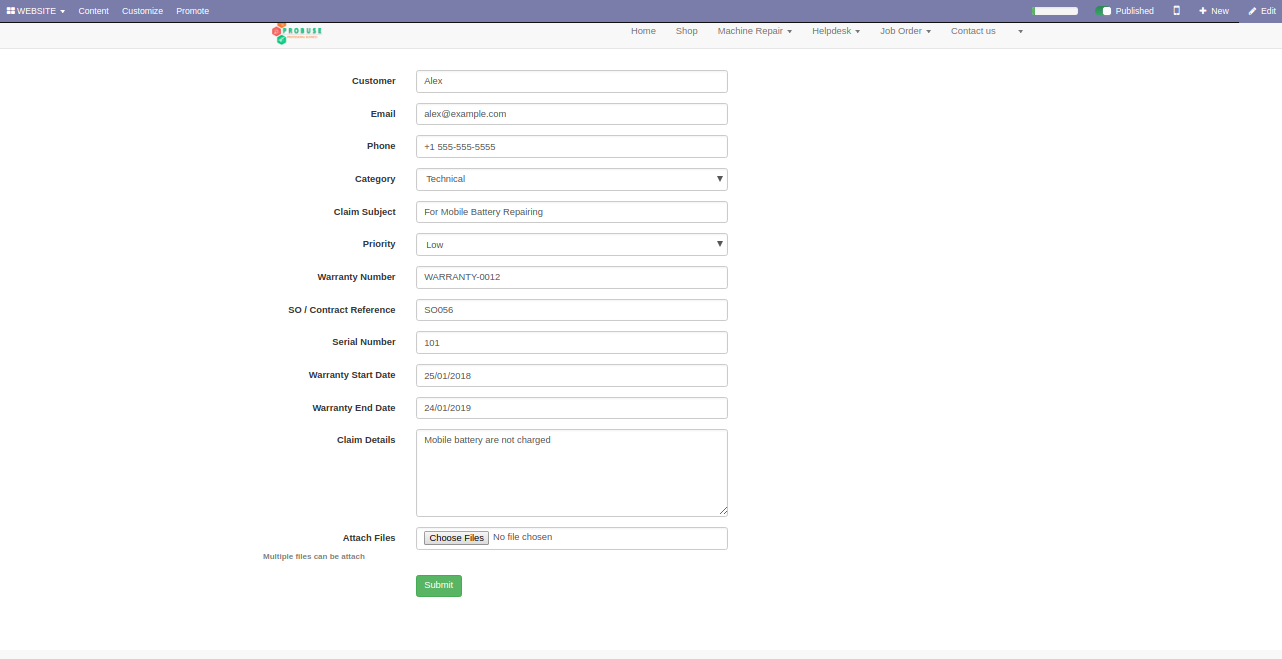 WEBSITE Content Customize Promote Published New Edit
PROBUSE Home Shop Machine Repair Helpdesk Job Order Contact us
Customer Alex
Email alex@example.com
Phone +1 555-555-5555
Category Technical
Claim Subject For Mobile Battery Repairing
Priority Low
Warranty Number WARRANTY-0012
SO / Contract Reference SO056
Serial Number 101
Warranty Start Date 25/01/2018
Warranty End Date 24/01/2019
Claim Details Mobile battery are not charged
Attach Files Choose Files No file chosen
Multiple files can be attach
Submit